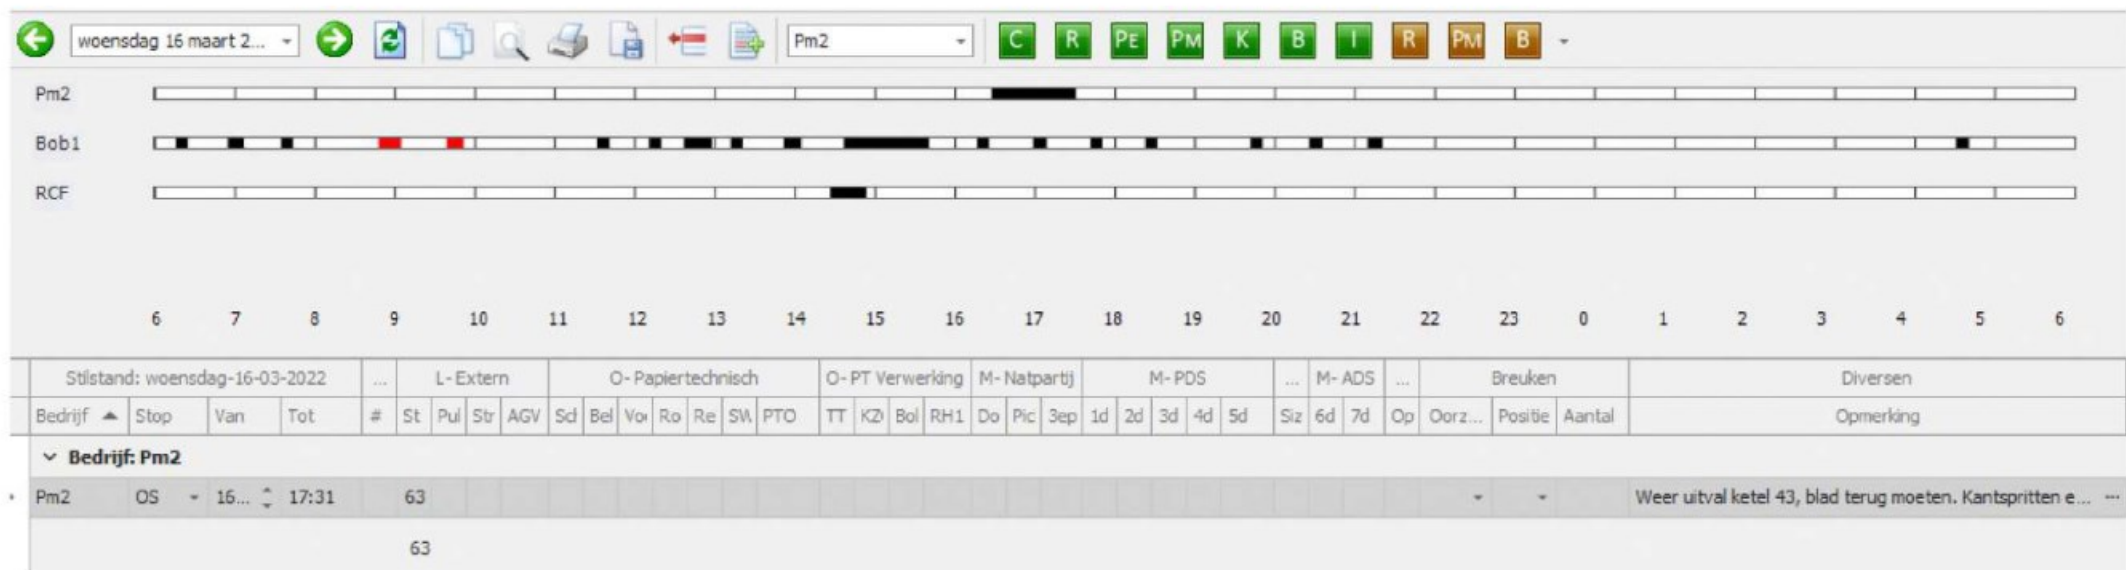 woensdag 16 maart 2... Pm2 C R PE PM K B I R PM B
Pm2
Bob1
RCF
6 7 8 9 10 11 12 13 14 15 16 17 18 19 20 21 22 23 0 1 2 3 4 5 6
Stilstand: woensdag-16-03-2022 ... L- Extern O- Papiertechnisch O- PT Verwerking M- Natpartij M- PDS ... M- ADS ... Breuken Diversen
Bedrijf Stop Van Tot # St Pul Str AGV Scl Bel Vo Ro Re SW PTO TT KZ Bol RH1 Do Pic 3ep 1d 2d 3d 4d 5d Siz 6d 7d Op Oorz... Positie Aantal Opmerking
Bedrijf: Pm2
Pm2 OS 16... 17:31 63 Weer uitval ketel 43, blad terug moeten. Kantspritten e... ...
63